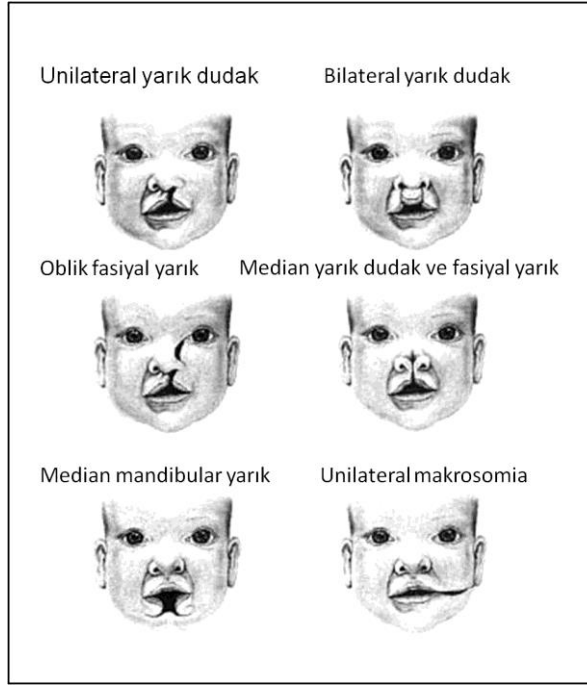 Unilateral yarık dudak
Bilateral yarık dudak
Oblik fasiyal yarık
Median yarık dudak ve fasiyal yarık
Median mandibular yarık
Unilateral makrosomia